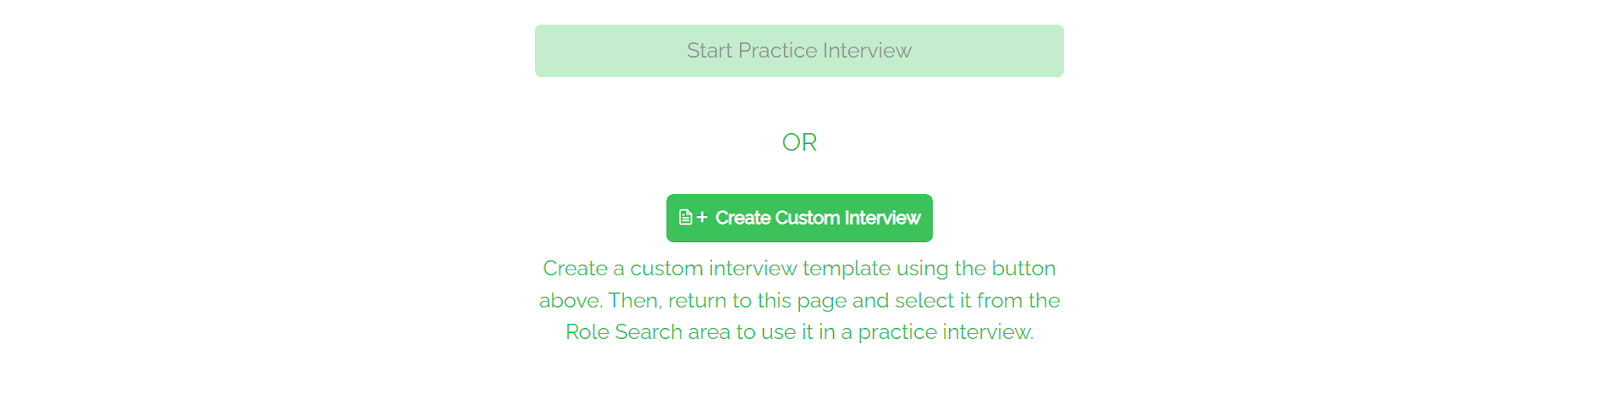 Start Practice Interview
OR
Create Custom Interview
Create a custom interview template using the button
above. Then, return to this page and select it from the
Role Search area to use it in a practice interview.